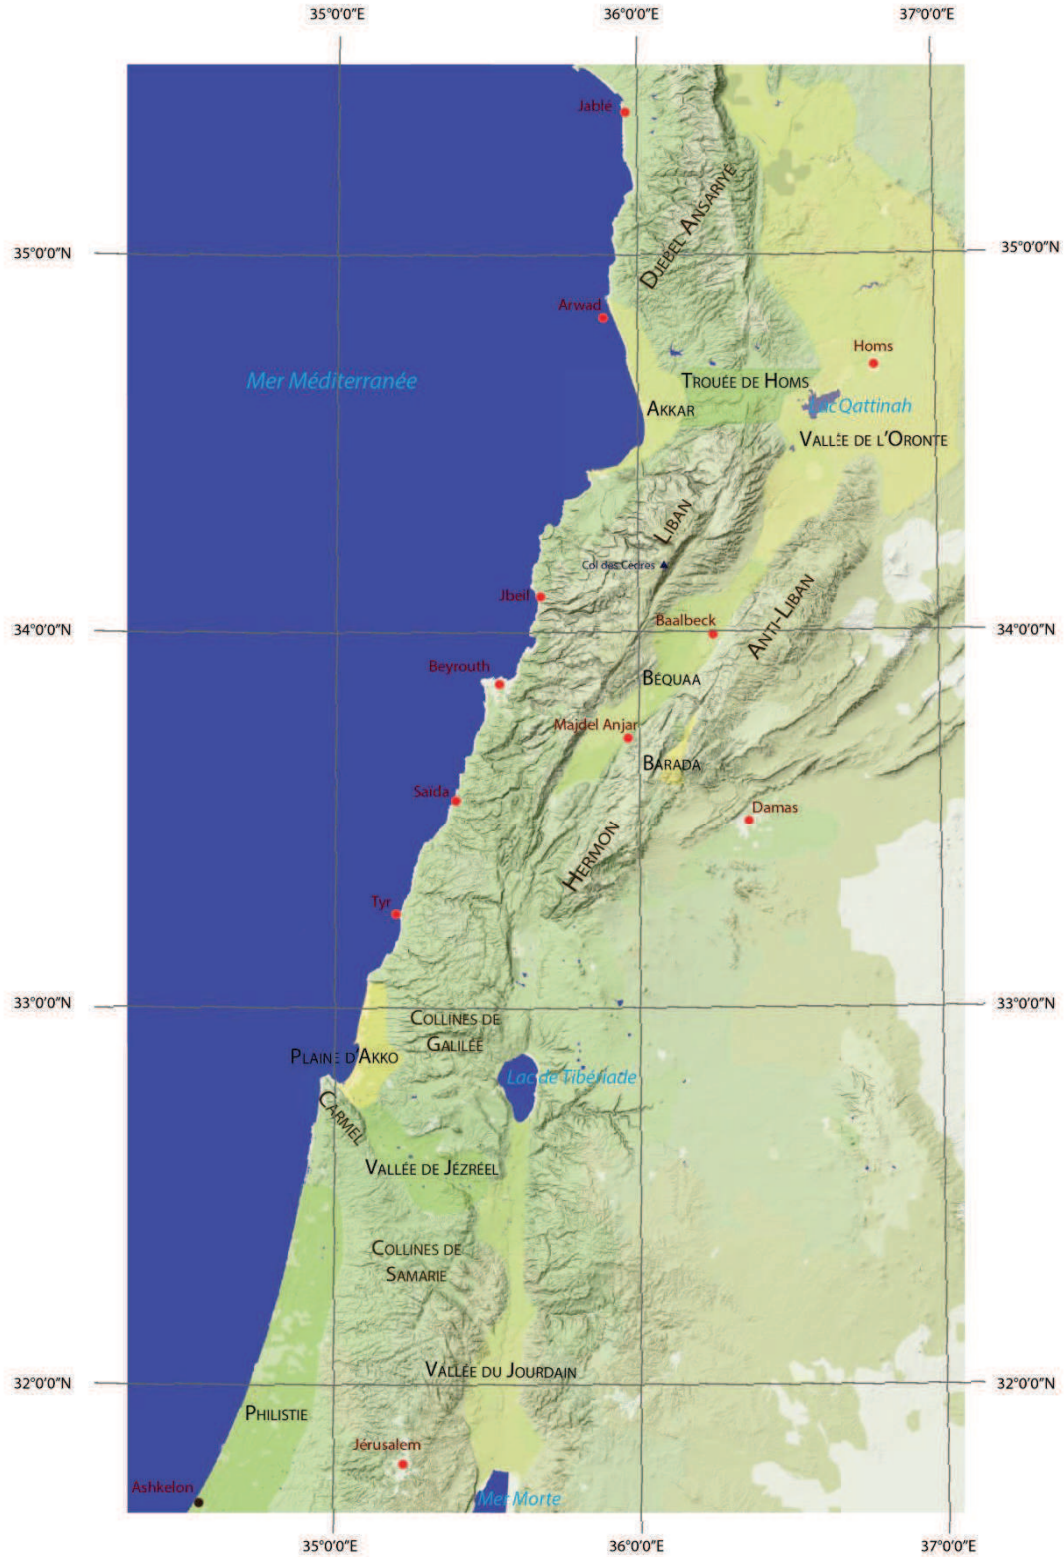 35°0'0"E
36°0'0"E
37°0'0"E
Jablé
Djebel Ansariyé
35°0'0"N
35°0'0"N
Arwad
Homs
Mer Méditerranée
Trouée de Homs
Akkar
Lac Qattinah
Vallée de l'Oronte
Liban
Col des Cèdres
Anti-Liban
Jbeil
Baalbeck
34°0'0"N
34°0'0"N
Beyrouth
Béquaa
Majdel Anjar
Barada
Saïda
Damas
Hermon
Tyr
33°0'0"N
33°0'0"N
Collines de
Galilée
Plaine d'Akko
Lac de Tibériade
Carmel
Vallée de Jézréel
Collines de
Samarie
Vallée du Jourdain
32°0'0"N
32°0'0"N
Philistie
Jérusalem
Ashkelon
Mer Morte
35°0'0"E
36°0'0"E
37°0'0"E